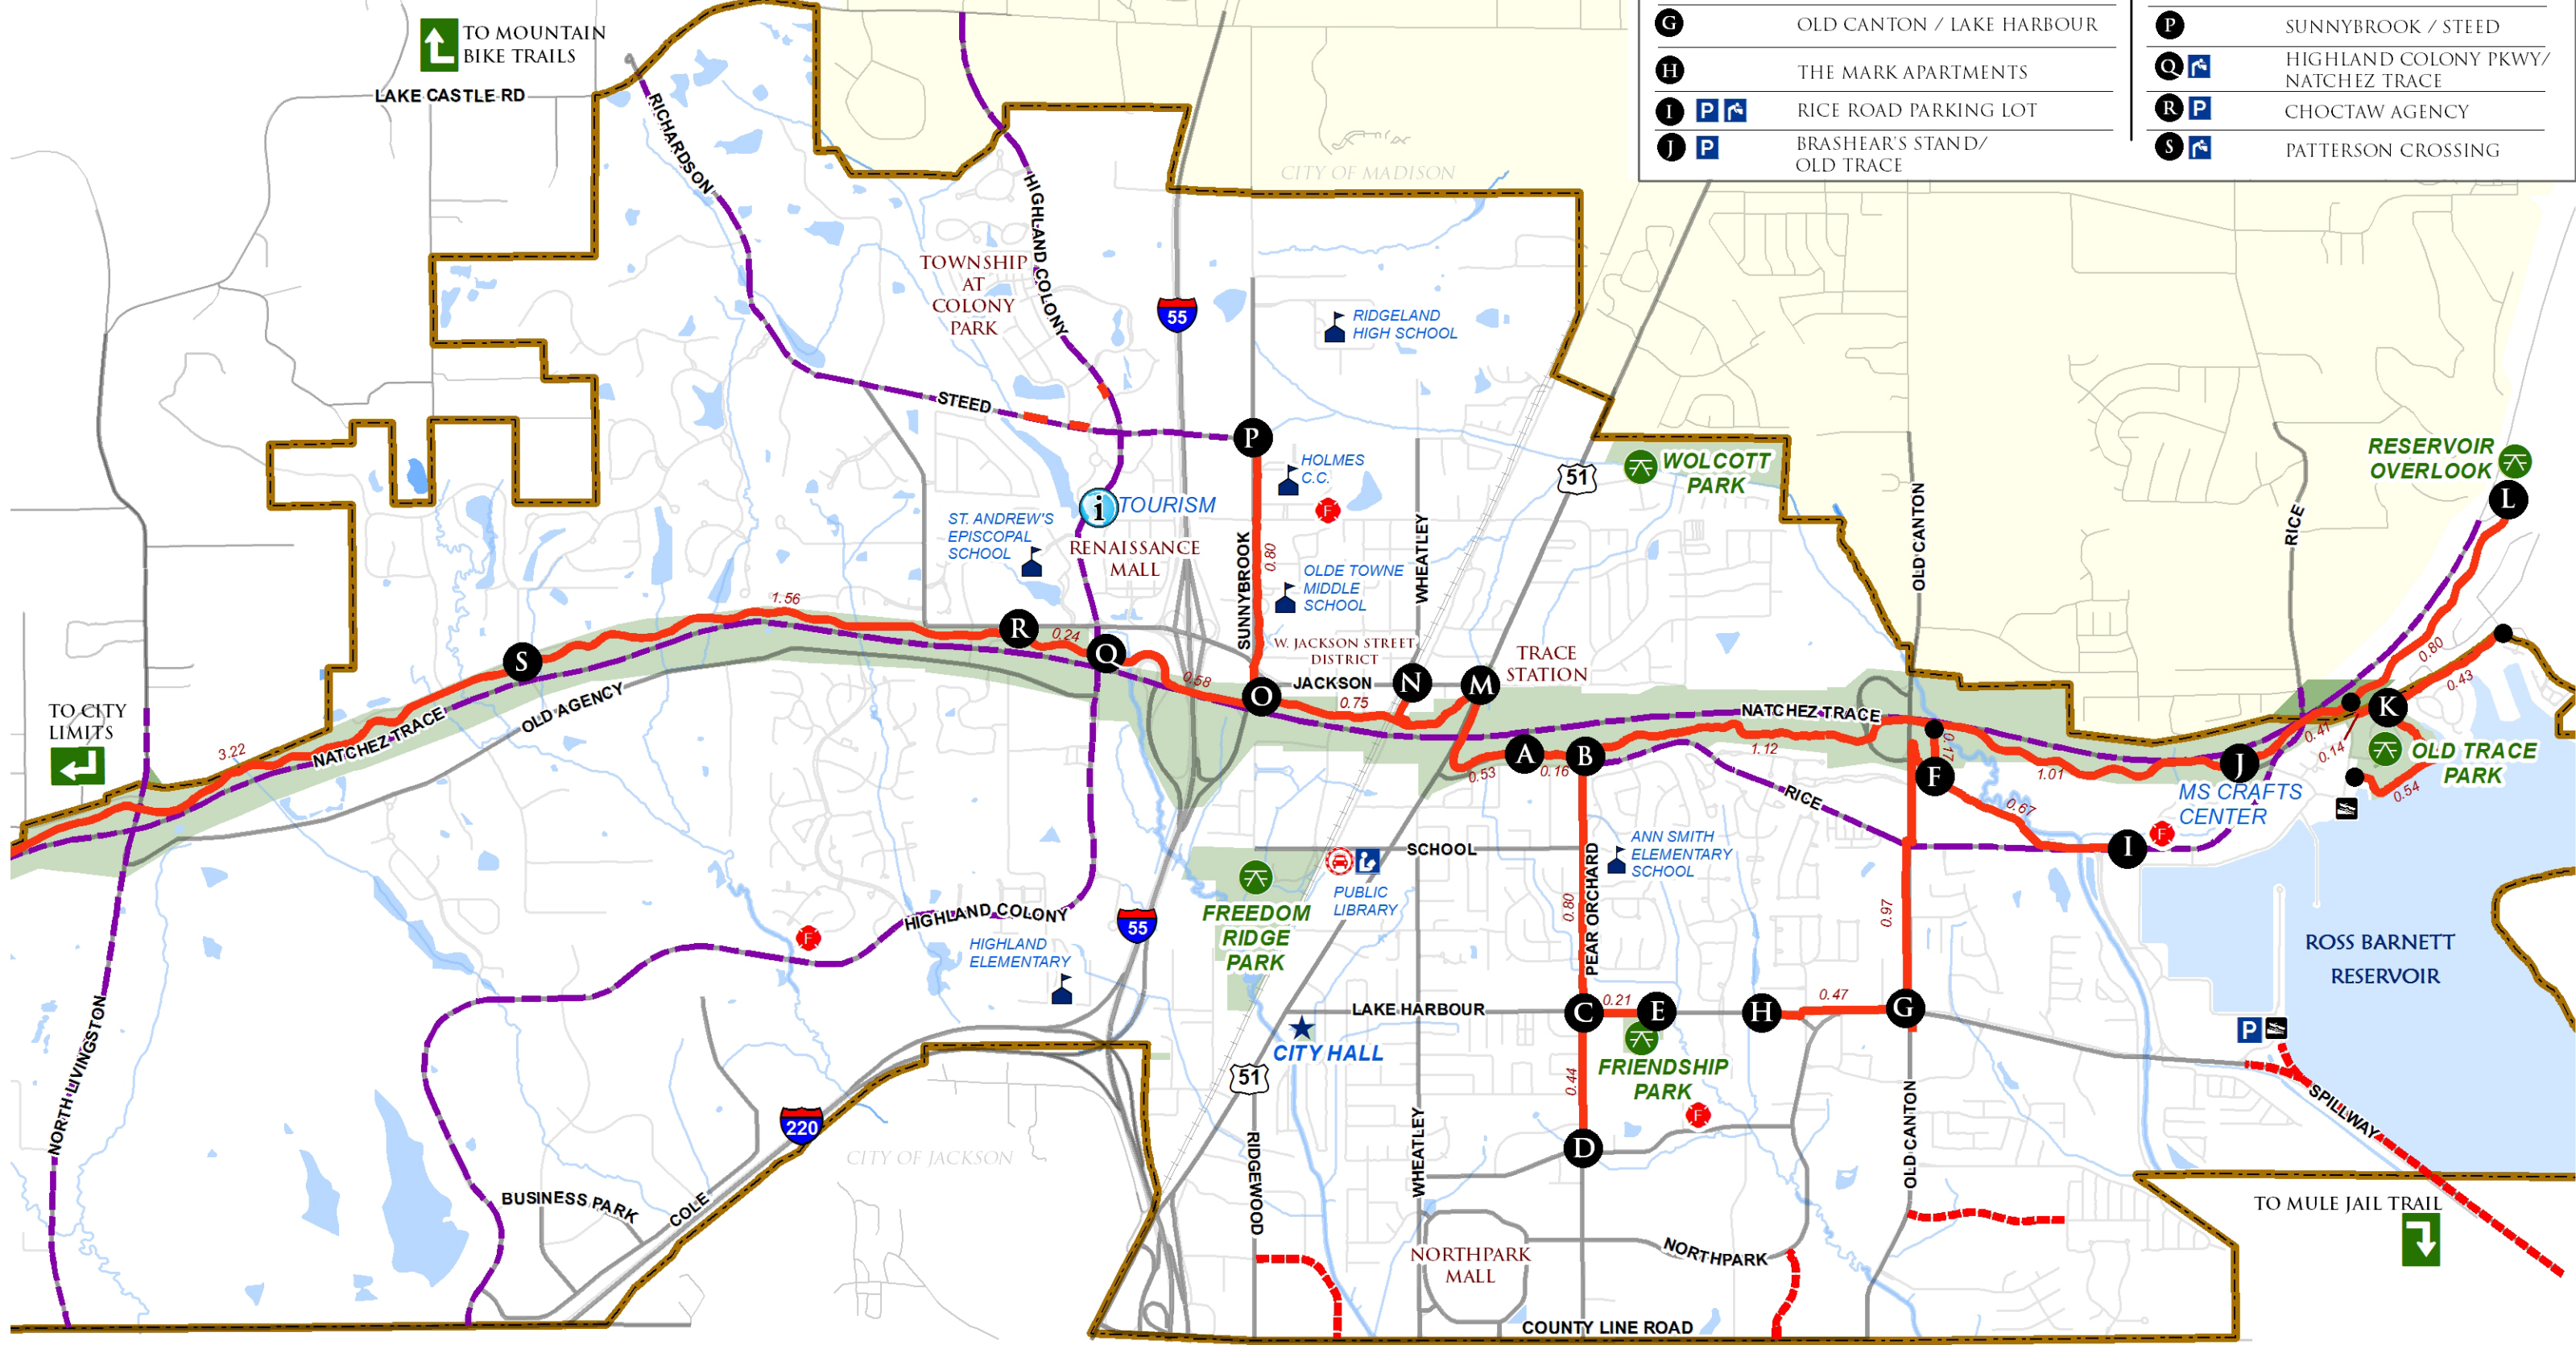 G OLD CANTON / LAKE HARBOUR
H THE MARK APARTMENTS
I P RICE ROAD PARKING LOT
J P BRASHEAR'S STAND/
OLD TRACE
P SUNNYBROOK / STEED
Q HIGHLAND COLONY PKWY/
NATCHEZ TRACE
R P CHOCTAW AGENCY
S PATTERSON CROSSING
TO MOUNTAIN
BIKE TRAILS
LAKE CASTLE RD
RICHARDSON
HIGHLAND COLONY
CITY OF MADISON
TOWNSHIP
AT
COLONY
PARK
55
RIDGELAND
HIGH SCHOOL
STEED
P
HOLMES
C.C.
F
51
WOLCOTT
PARK
RESERVOIR
OVERLOOK
L
i TOURISM
ST. ANDREW'S
EPISCOPAL
SCHOOL
RENAISSANCE
MALL
SUNNYBROOK
0.80
OLDE TOWNE
MIDDLE
SCHOOL
WHEATLEY
OLD CANTON
RICE
1.56
S
R
0.24
Q
0.58
O
W. JACKSON STREET
DISTRICT
JACKSON
0.75
N
M
TRACE
STATION
NATCHEZ TRACE
0.80
0.43
K
0.41
0.14
OLD TRACE
PARK
0.54
TO CITY
LIMITS
3.22
NATCHEZ TRACE
OLD AGENCY
0.53
A
0.16
B
1.12
0.17
F
1.01
J
MS CRAFTS
CENTER
RICE
0.67
I
F
SCHOOL
PUBLIC
LIBRARY
ANN SMITH
ELEMENTARY
SCHOOL
0.80
PEAR ORCHARD
0.97
FREEDOM
RIDGE
PARK
HIGHLAND COLONY
55
F
HIGHLAND
ELEMENTARY
ROSS BARNETT
RESERVOIR
LAKE HARBOUR
C
0.21
E
H
0.47
G
CITY HALL
51
FRIENDSHIP
PARK
0.44
F
D
P
SPILLWAY
NORTH LIVINGSTON
220
CITY OF JACKSON
BUSINESS PARK
COLE
RIDGEWOOD
WHEATLEY
OLD CANTON
NORTHPARK
MALL
NORTHPARK
TO MULE JAIL TRAIL
COUNTY LINE ROAD